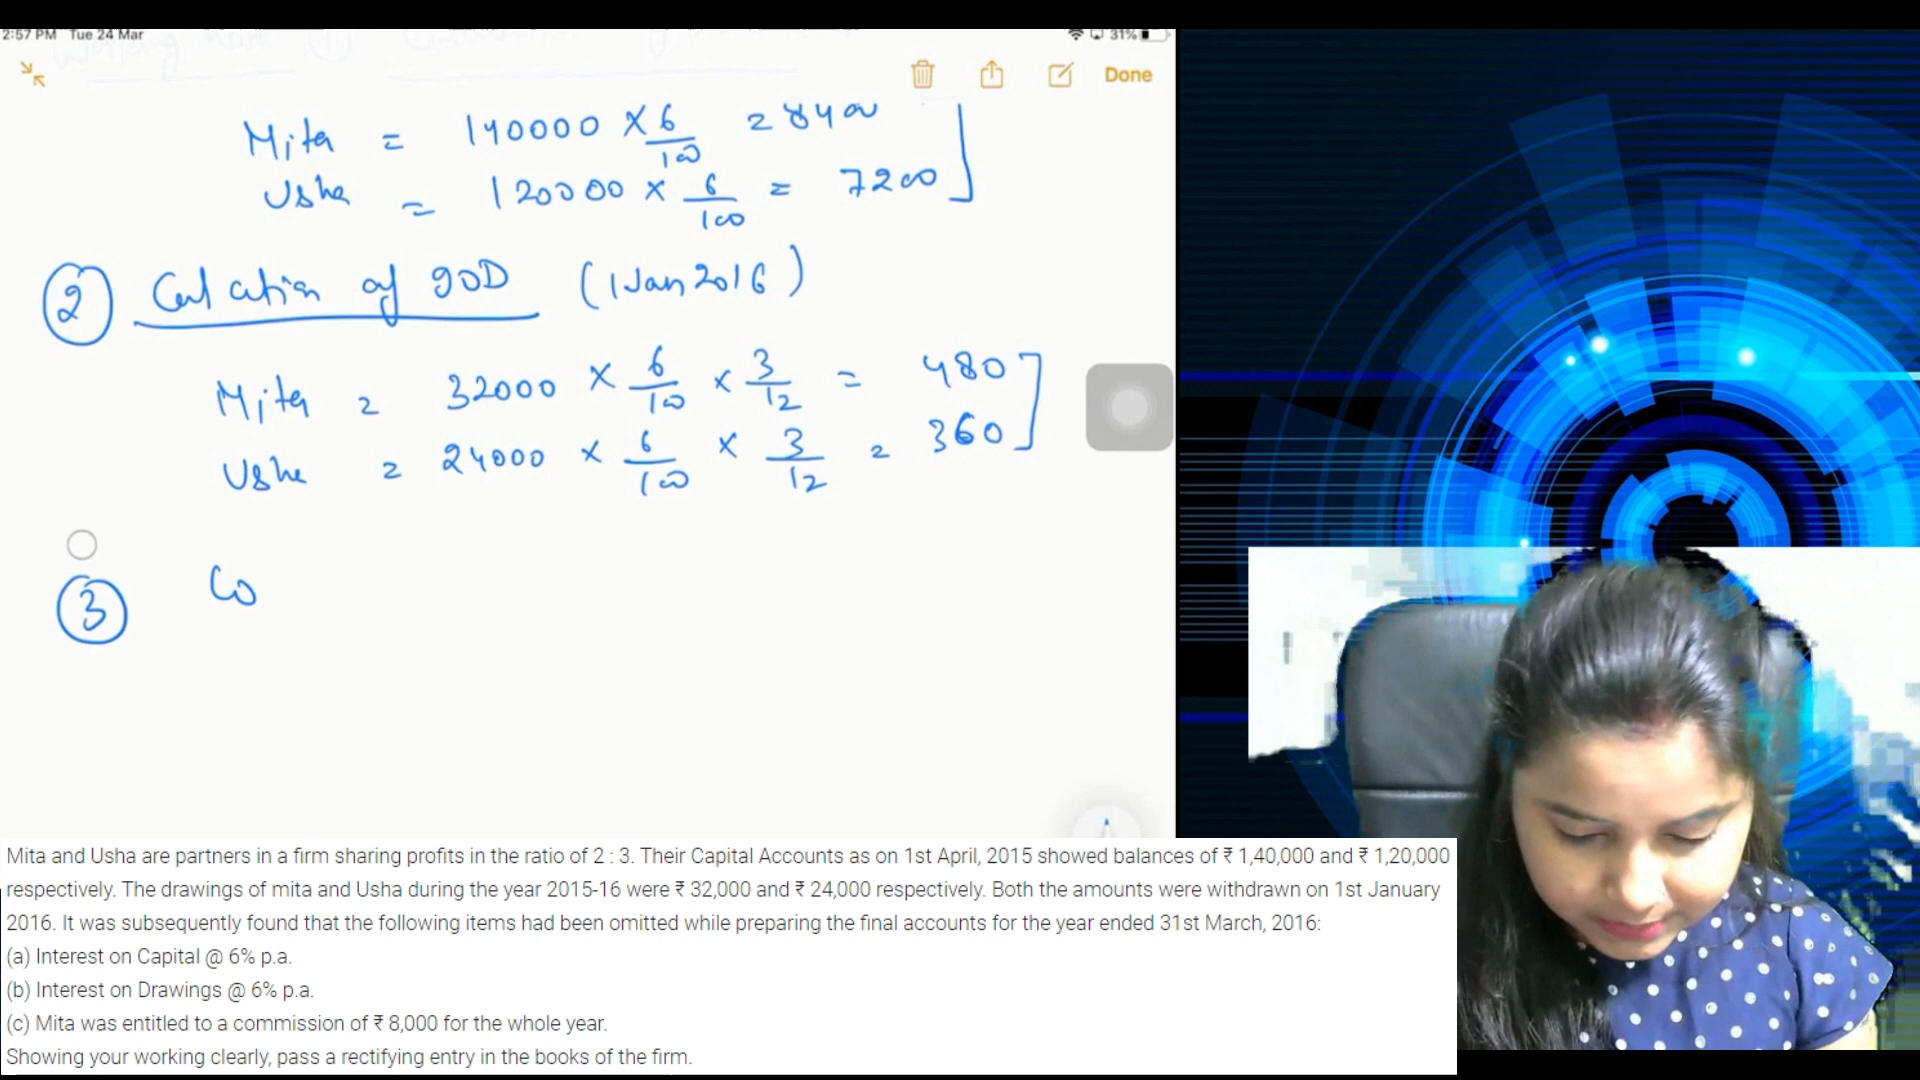 2:57 PM Tue 24 Mar
31%
Done
Mita = 140000 × 6/100 = 8400
Usha = 120000 × 6/100 = 7200
② Calcation of IOD (1 Jan 2016)
Mita = 32000 × 6/100 × 3/12 = 480
Usha = 24000 × 6/100 × 3/12 = 360
③ Co
Mita and Usha are partners in a firm sharing profits in the ratio of 2 : 3. Their Capital Accounts as on 1st April, 2015 showed balances of ₹ 1,40,000 and ₹ 1,20,000
respectively. The drawings of mita and Usha during the year 2015-16 were ₹ 32,000 and ₹ 24,000 respectively. Both the amounts were withdrawn on 1st January
2016. It was subsequently found that the following items had been omitted while preparing the final accounts for the year ended 31st March, 2016:
(a) Interest on Capital @ 6% p.a.
(b) Interest on Drawings @ 6% p.a.
(c) Mita was entitled to a commission of ₹ 8,000 for the whole year.
Showing your working clearly, pass a rectifying entry in the books of the firm.